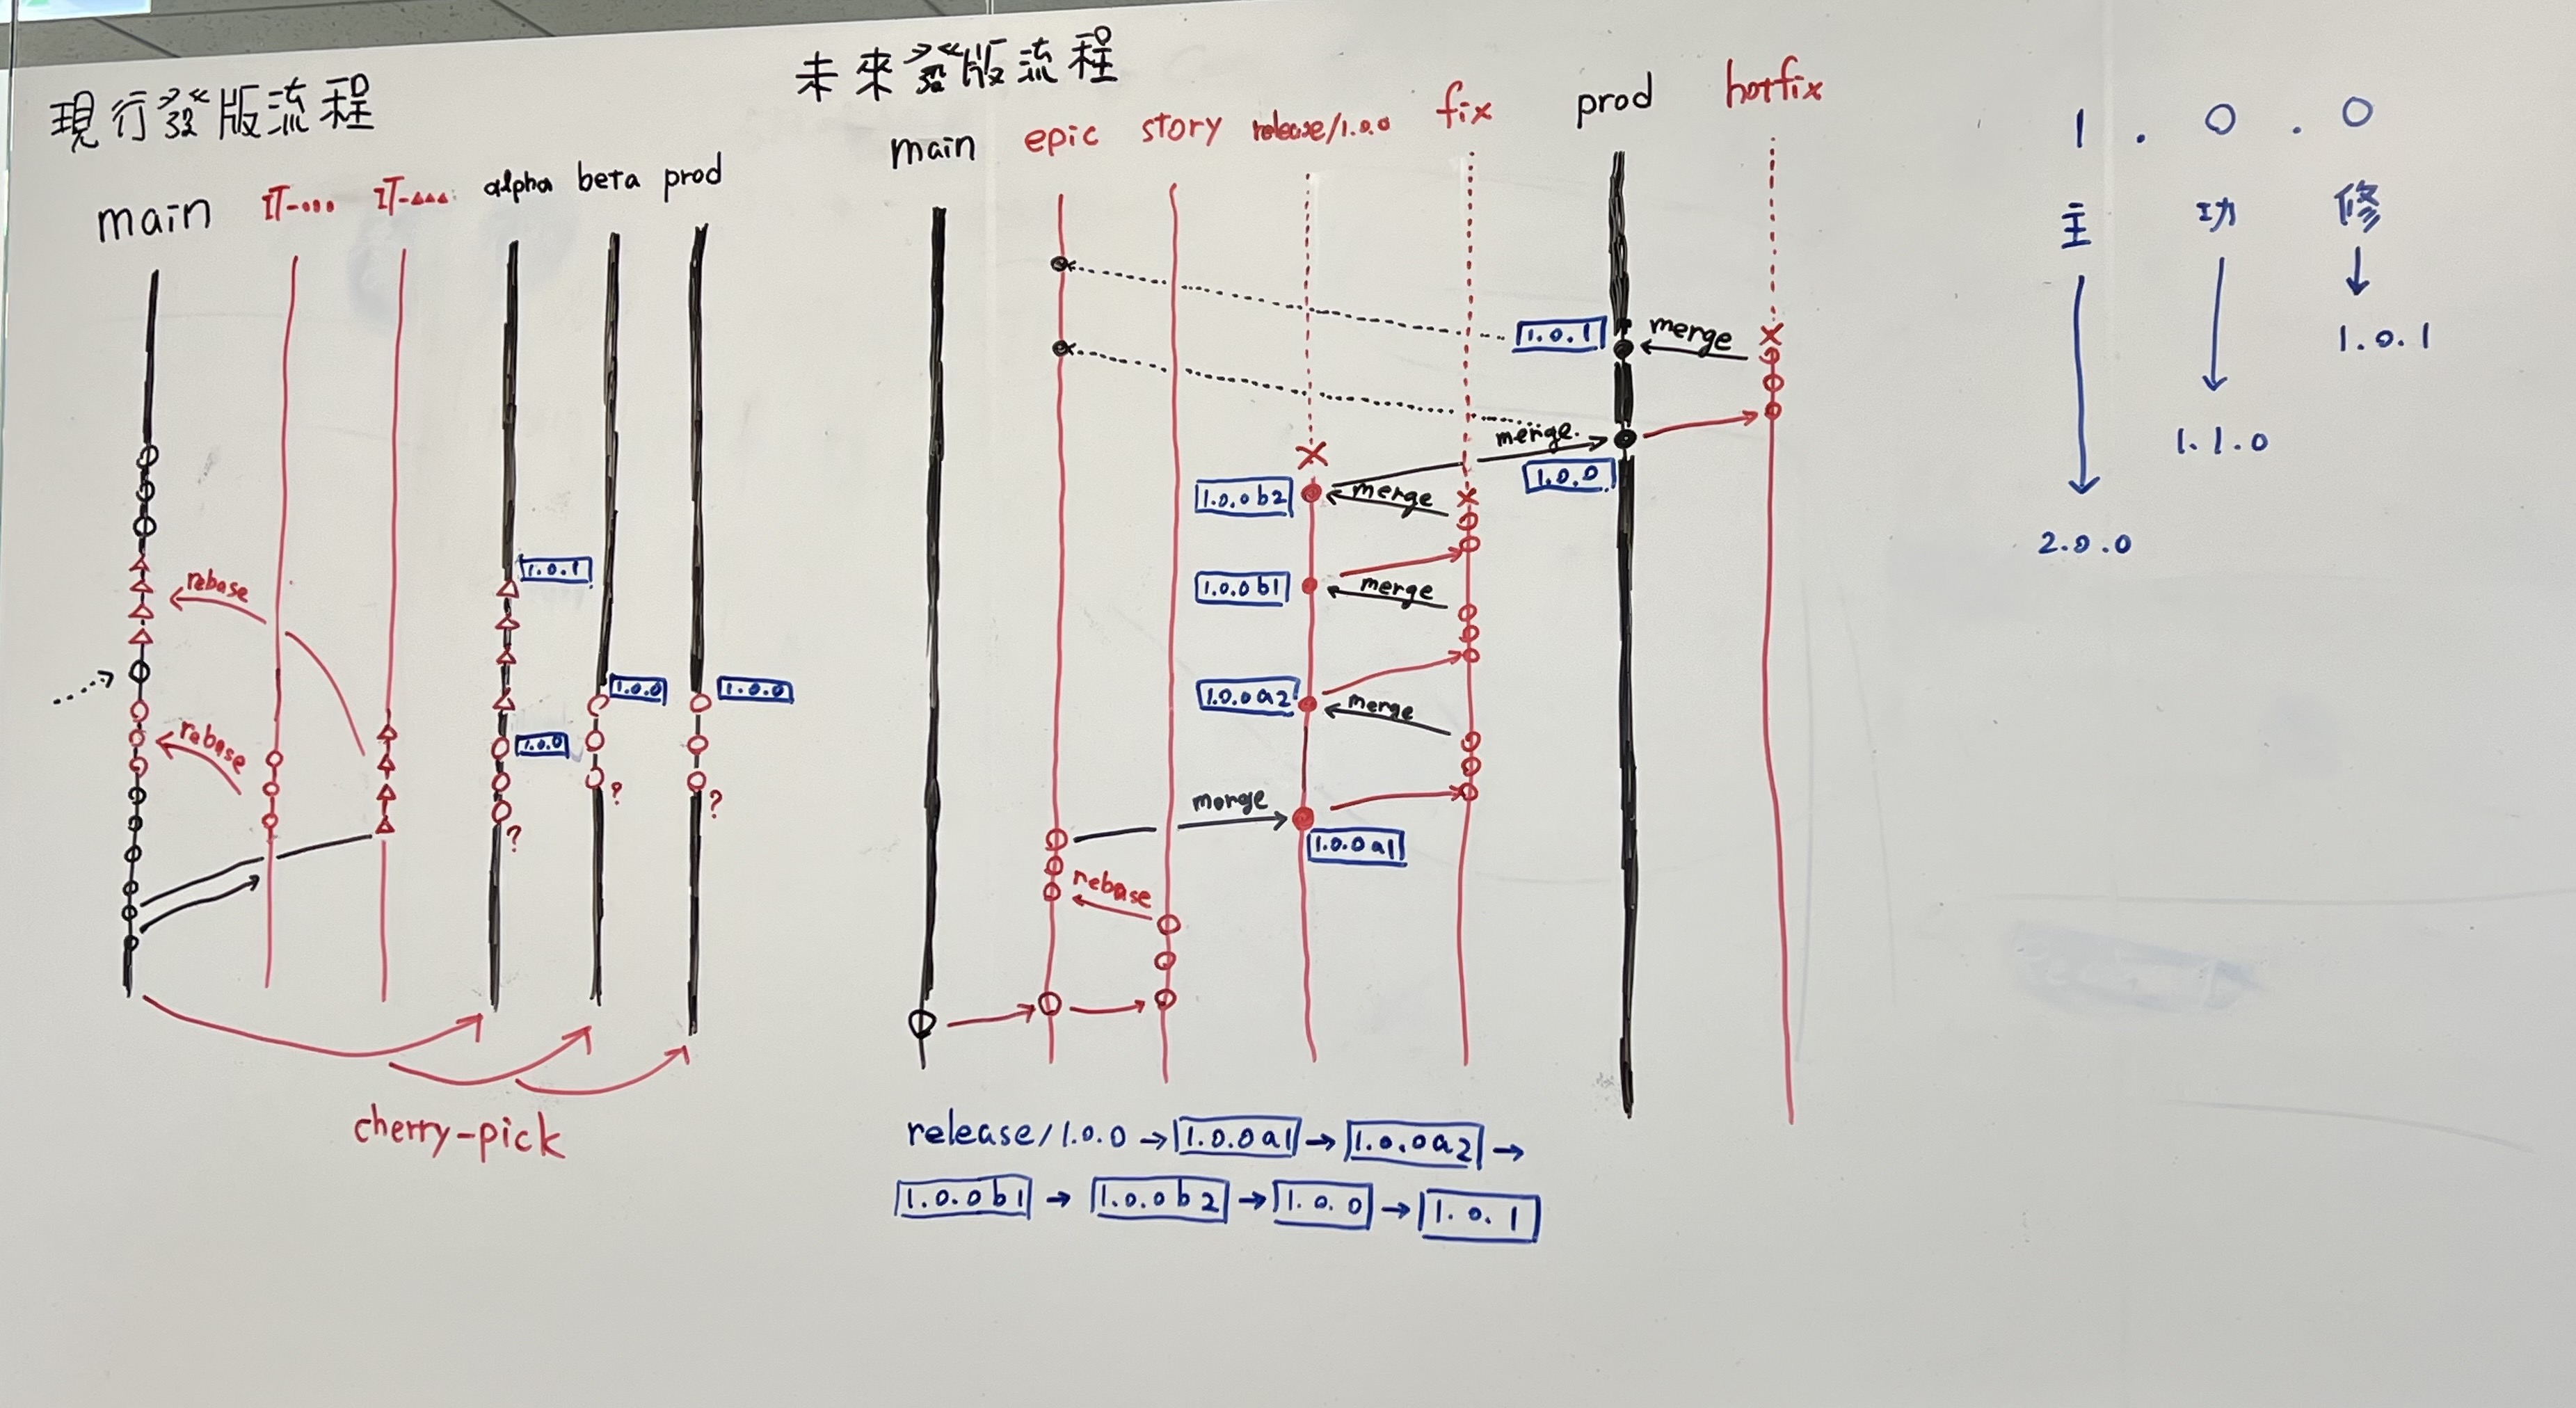 現行發版流程
main IT-○○○ IT-△△△ alpha beta prod
rebase
rebase
1.0.1
1.0.0
1.0.0
1.0.0
?
?
?
cherry-pick
未來發版流程
main epic story release/1.0.0 fix prod hotfix
1.0.1
merge
merge
1.0.0
1.0.0b2
merge
1.0.0b1
merge
1.0.0a2
merge
merge
1.0.0a1
rebase
release/1.0.0 → 1.0.0a1 → 1.0.0a2 →
1.0.0b1 → 1.0.0b2 → 1.0.0 → 1.0.1
1 . 0 . 0
主 功 修
1.0.1
1.1.0
2.0.0